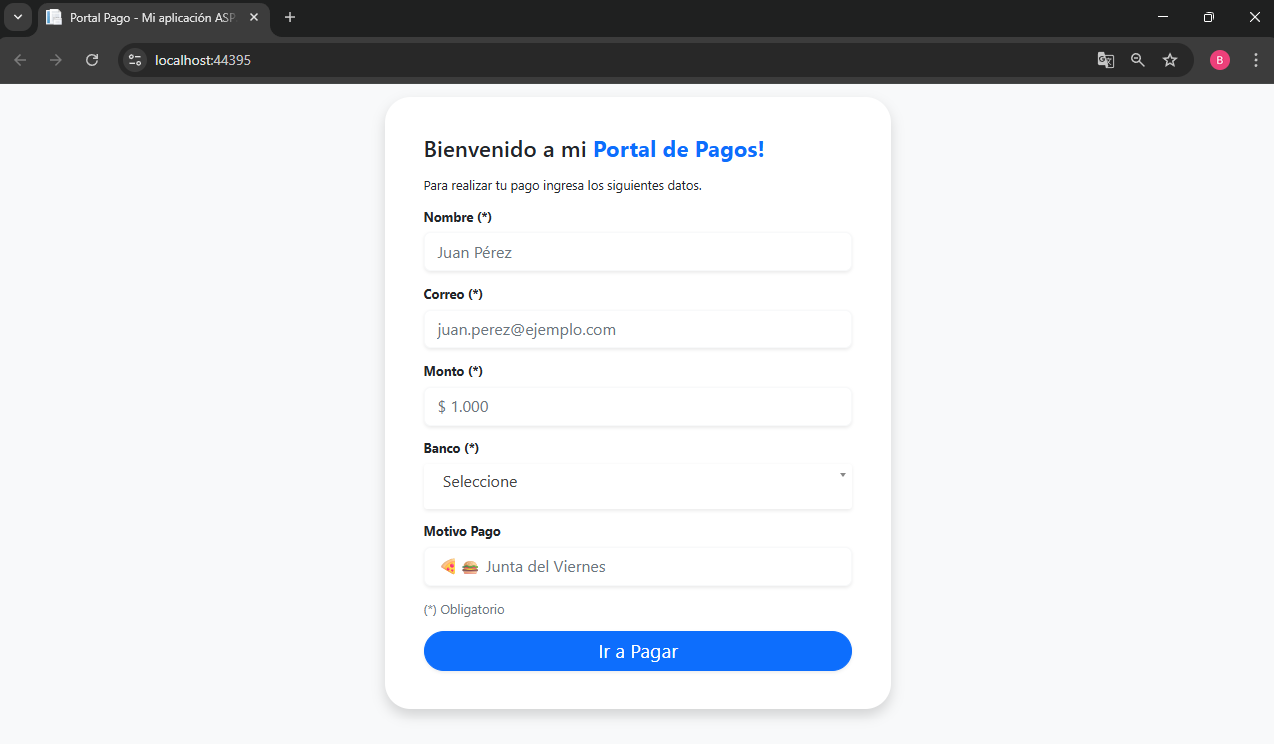 Portal Pago - Mi aplicación ASP
localhost:44395
B
Bienvenido a mi Portal de Pagos!
Para realizar tu pago ingresa los siguientes datos.
Nombre (*)
Juan Pérez
Correo (*)
juan.perez@ejemplo.com
Monto (*)
$ 1.000
Banco (*)
Seleccione
Motivo Pago
🍕 🍔 Junta del Viernes
(*) Obligatorio
Ir a Pagar